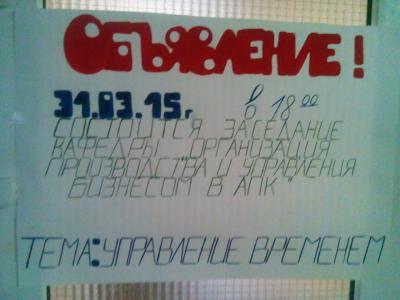 ОБЪЯВЛЕНИЕ!
31.03.15г в 18 00
СОСТОИТСЯ ЗАСЕДАНИЕ
КАФЕДРЫ "ОРГАНИЗАЦИЯ
ПРОИЗВОДСТВА И УПРАВЛЕНИЯ
БИЗНЕСОМ В АПК"
ТЕМА: УПРАВЛЕНИЕ ВРЕМЕНЕМ